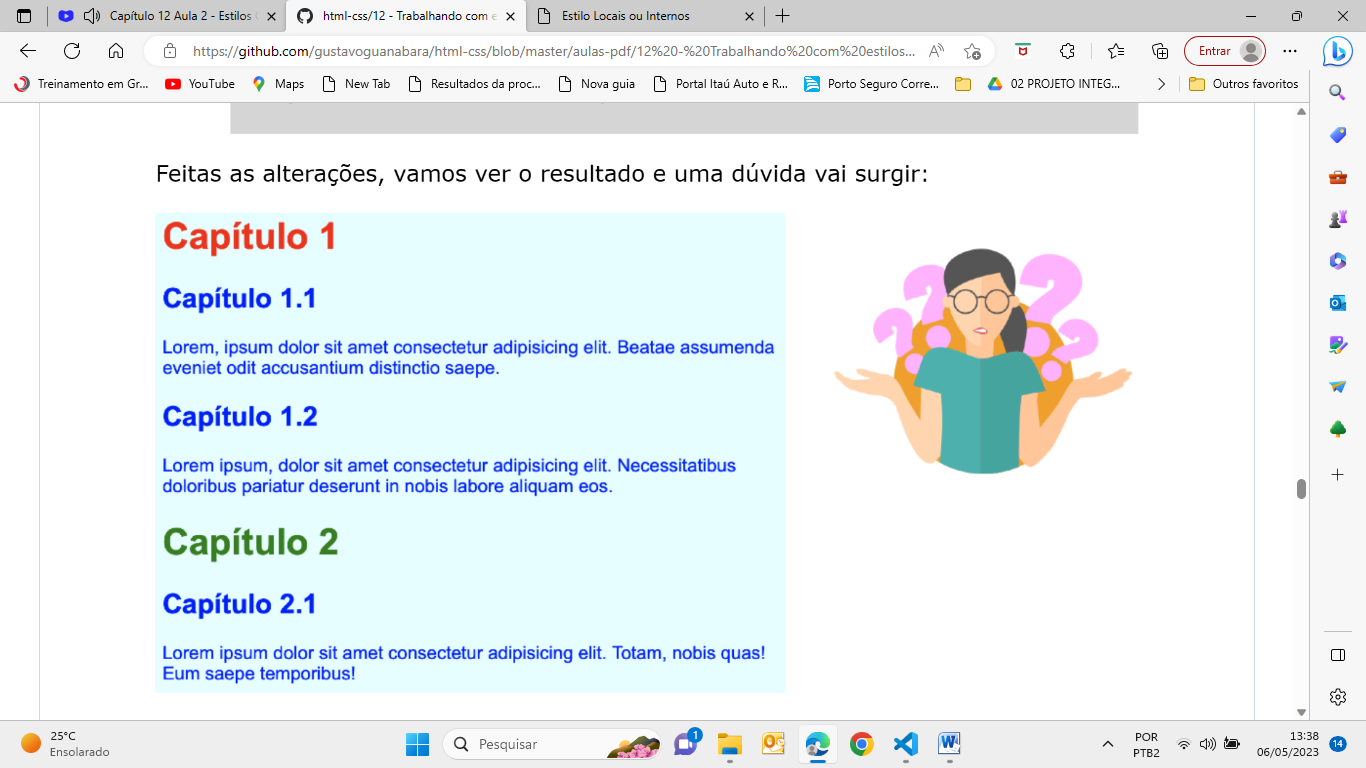 Capítulo 12 Aula 2 - Estilos
html-css/12 - Trabalhando com e
Estilo Locais ou Internos
https://github.com/gustavoguanabara/html-css/blob/master/aulas-pdf/12%20-%20Trabalhando%20com%20estilos...
Entrar
Treinamento em Gr...
YouTube
Maps
New Tab
Resultados da proc...
Nova guia
Portal Itaú Auto e R...
Porto Seguro Corre...
02 PROJETO INTEG...
Outros favoritos
Feitas as alterações, vamos ver o resultado e uma dúvida vai surgir:
Capítulo 1
Capítulo 1.1
Lorem, ipsum dolor sit amet consectetur adipisicing elit. Beatae assumenda
eveniet odit accusantium distinctio saepe.
Capítulo 1.2
Lorem ipsum, dolor sit amet consectetur adipisicing elit. Necessitatibus
doloribus pariatur deserunt in nobis labore aliquam eos.
Capítulo 2
Capítulo 2.1
Lorem ipsum dolor sit amet consectetur adipisicing elit. Totam, nobis quas!
Eum saepe temporibus!
25°C
Ensolarado
Pesquisar
1
POR
PTB2
13:38
06/05/2023
14